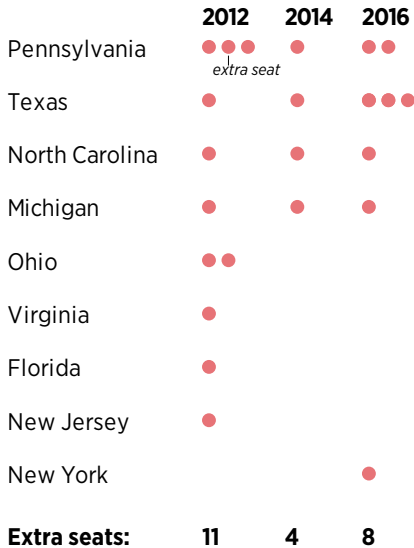 2012 2014 2016
Pennsylvania
extra seat
Texas
North Carolina
Michigan
Ohio
Virginia
Florida
New Jersey
New York
Extra seats: 11 4 8